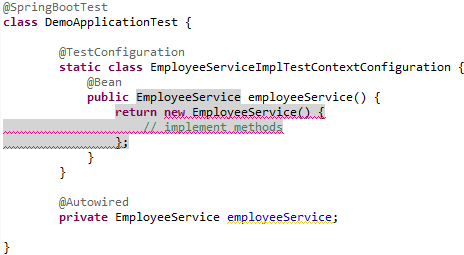 @SpringBootTest
class DemoApplicationTest {
@TestConfiguration
static class EmployeeServiceImplTestContextConfiguration {
@Bean
public EmployeeService employeeService() {
return new EmployeeService() {
// implement methods
};
}
}
@Autowired
private EmployeeService employeeService;
}